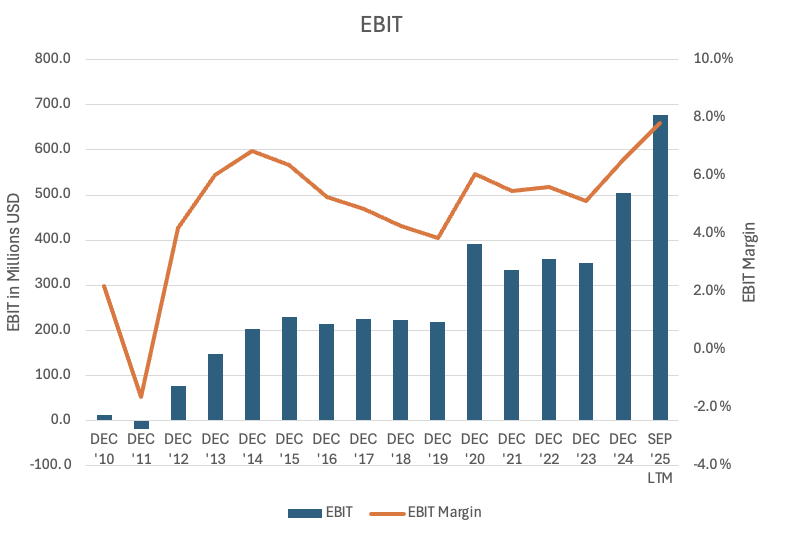 EBIT
800.0
700.0
600.0
500.0
400.0
300.0
200.0
100.0
0.0
-100.0
EBIT in Millions USD
10.0%
8.0%
6.0%
4.0%
2.0%
0.0%
-2.0%
-4.0%
EBIT Margin
DEC DEC DEC DEC DEC DEC DEC DEC DEC DEC DEC DEC DEC DEC DEC SEP
'10 '11 '12 '13 '14 '15 '16 '17 '18 '19 '20 '21 '22 '23 '24 '25
LTM
EBIT EBIT Margin